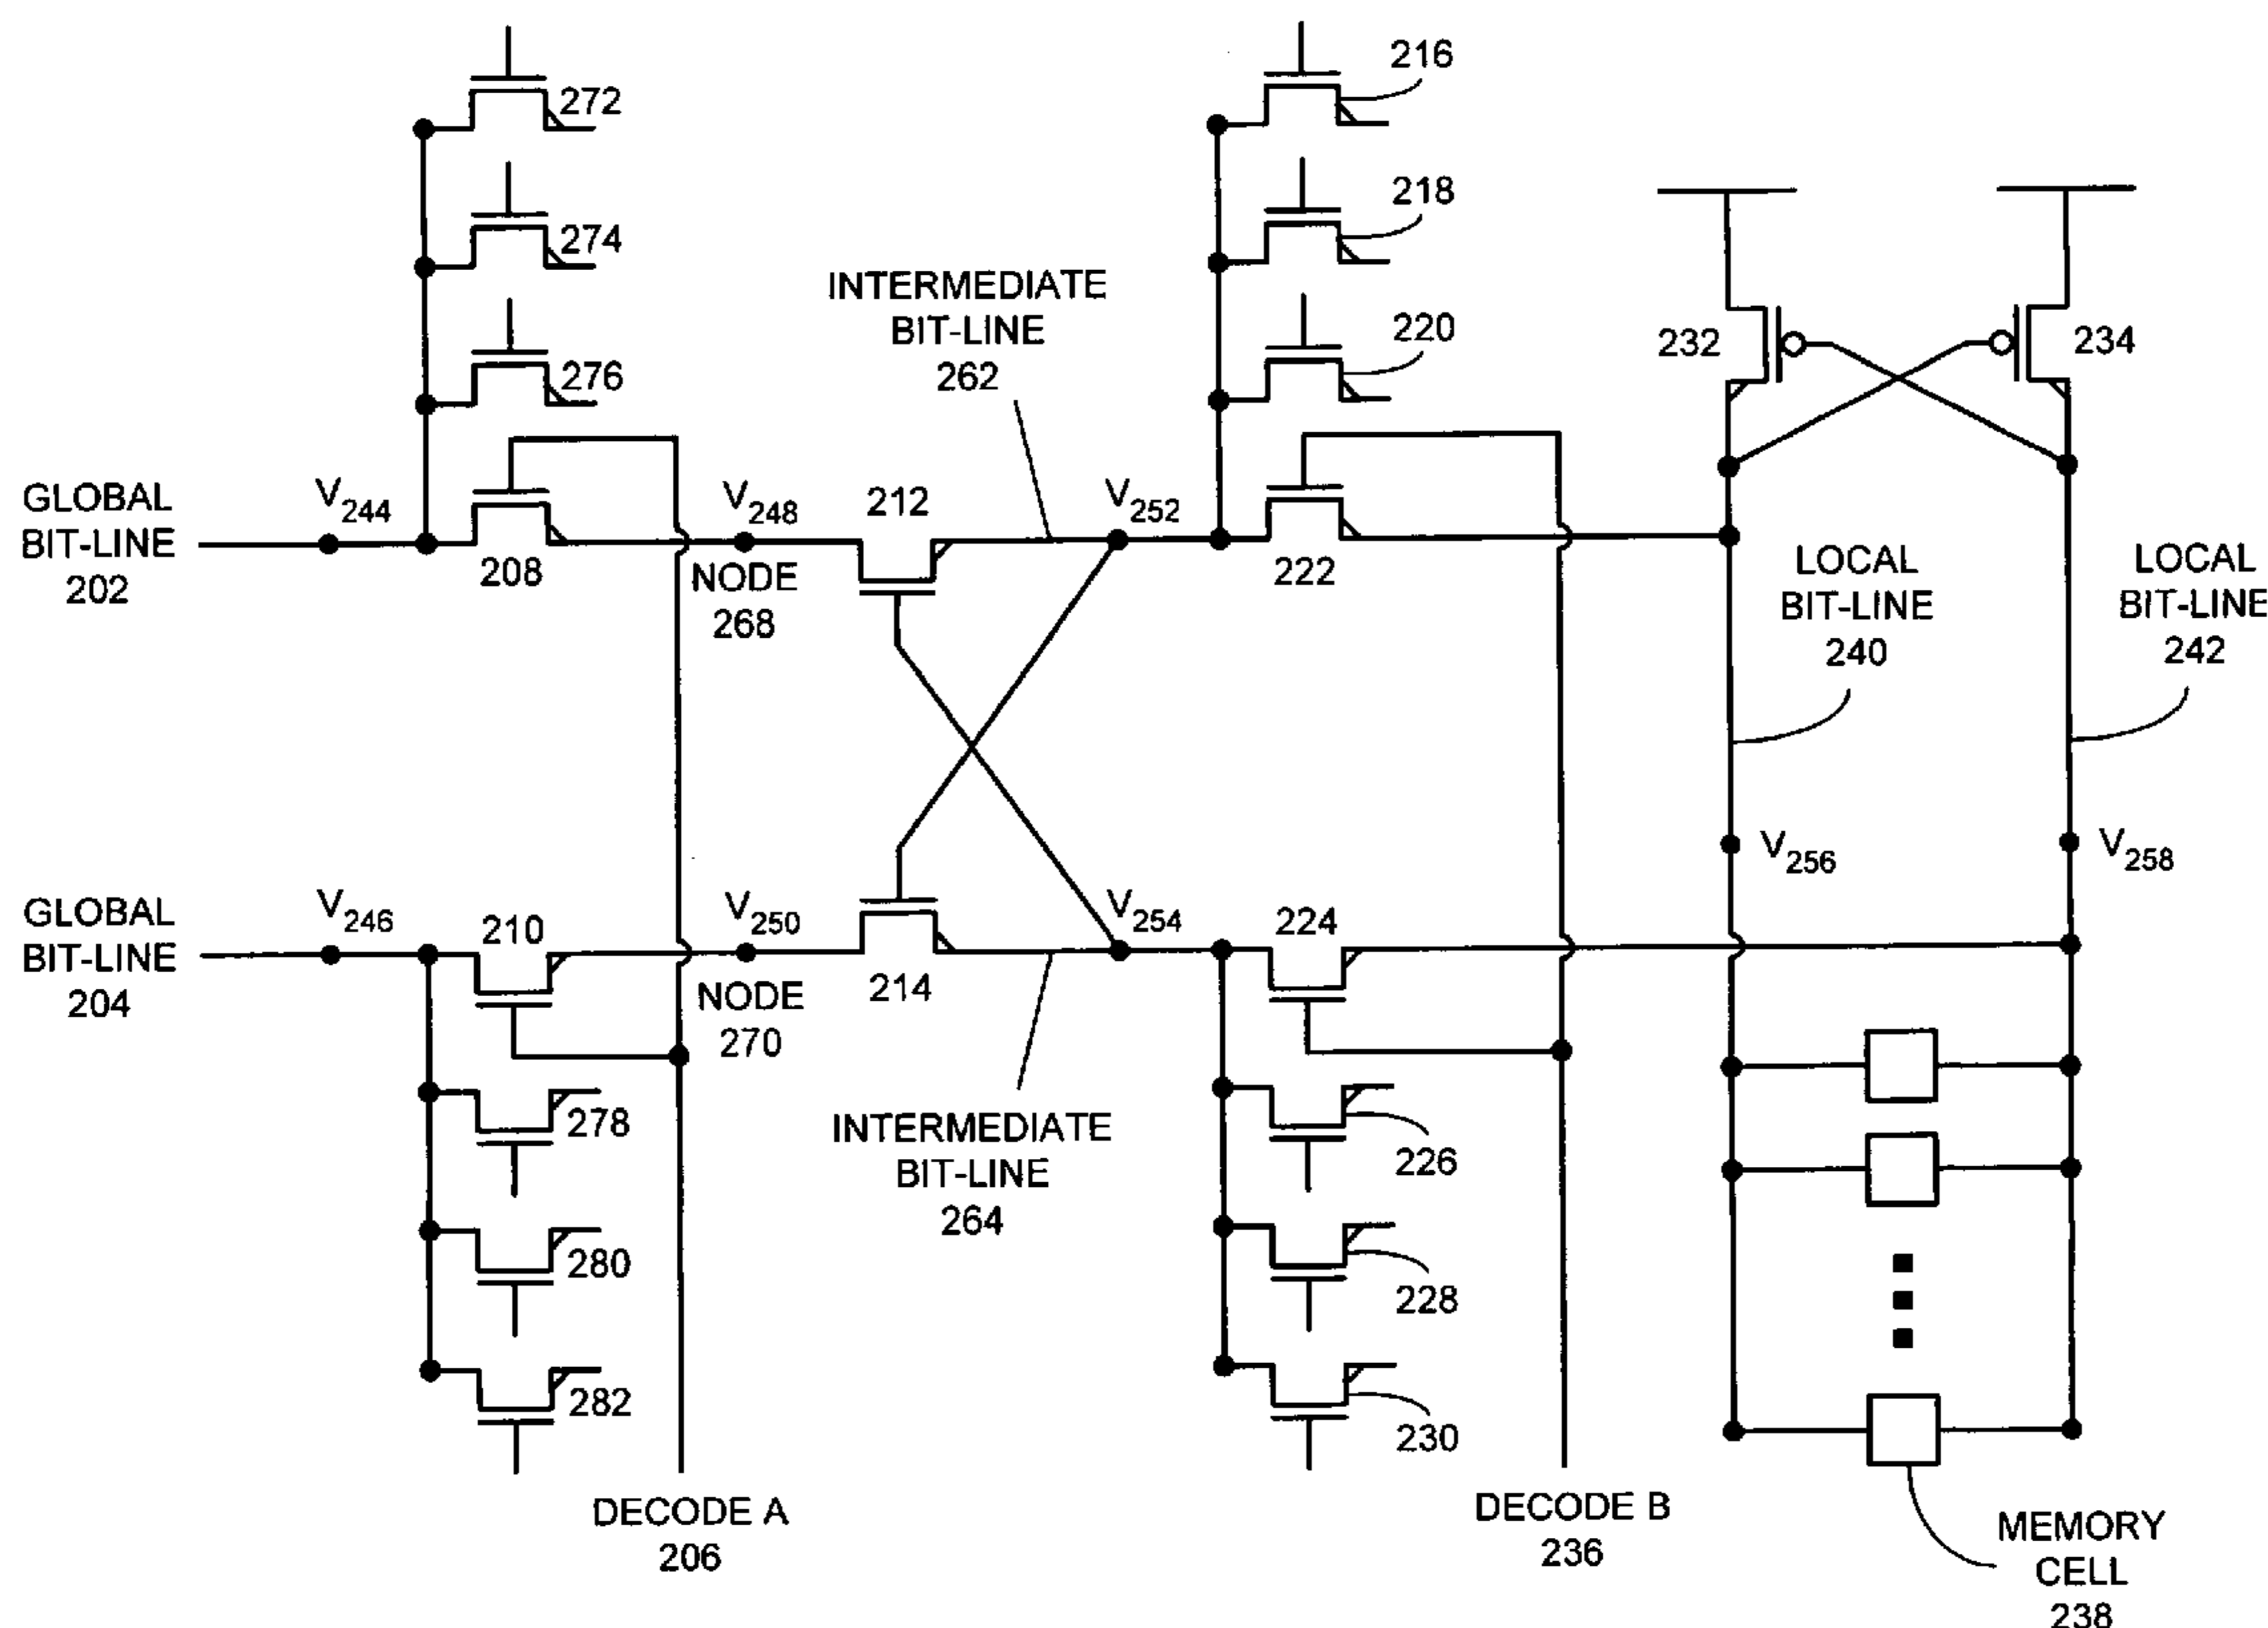 272
216
274
218
INTERMEDIATE
BIT-LINE
262
276
220
232
234
GLOBAL
BIT-LINE
202
V244
208
V248
NODE
268
212
V252
222
LOCAL
BIT-LINE
240
LOCAL
BIT-LINE
242
V256
V258
GLOBAL
BIT-LINE
204
V246
210
V250
NODE
270
214
V254
224
INTERMEDIATE
BIT-LINE
264
278
226
280
228
282
230
DECODE A
206
DECODE B
236
MEMORY
CELL
238